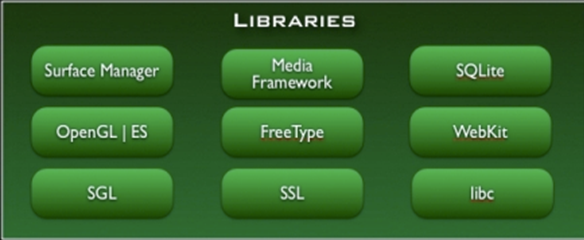 LIBRARIES
Surface Manager
Media
Framework
SQLite
OpenGL | ES
FreeType
WebKit
SGL
SSL
libc